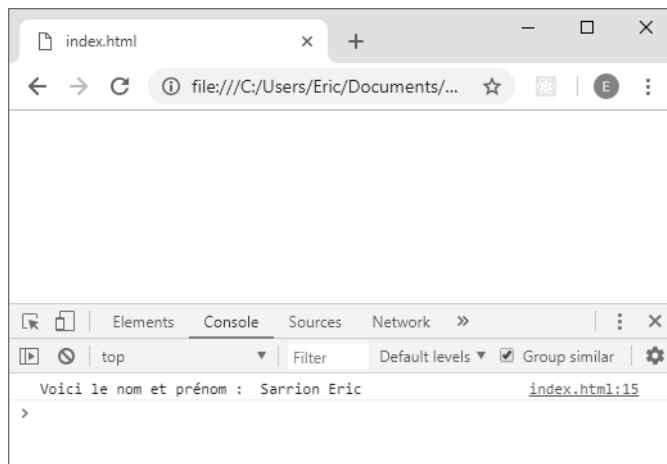 index.html
file:///C:/Users/Eric/Documents/...
E
Elements Console Sources Network
top Filter Default levels Group similar
Voici le nom et prénom :  Sarrion Eric index.html:15